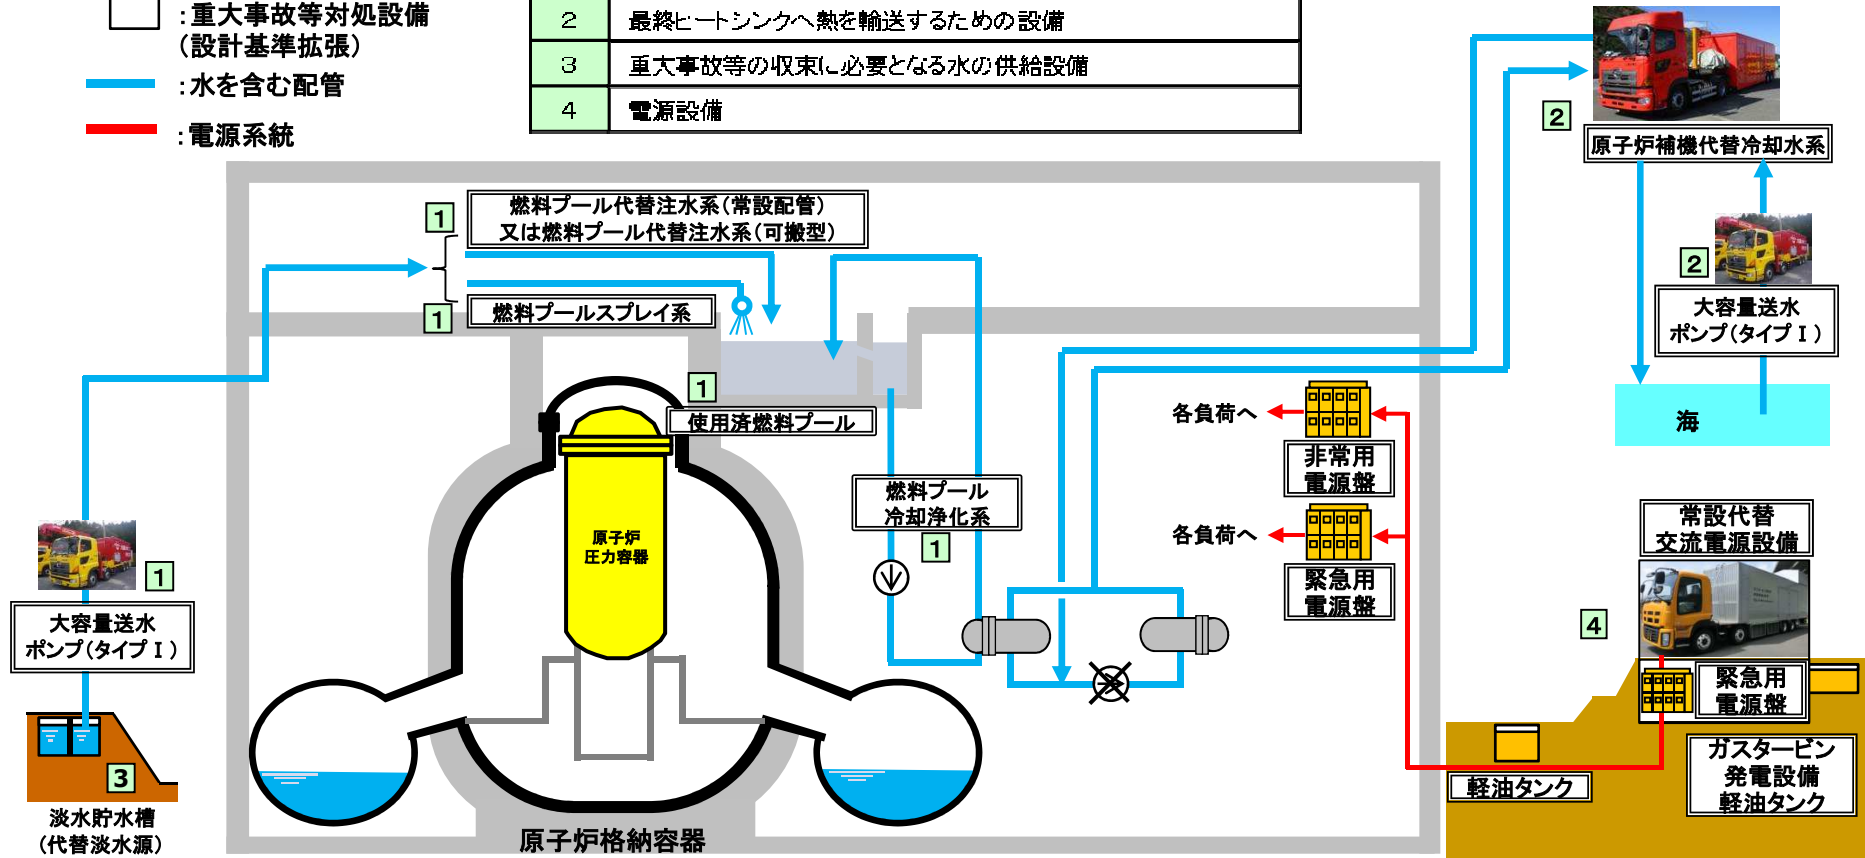 ：重大事故等対処設備
（設計基準拡張）
：水を含む配管
：電源系統
2 最終ヒートシンクへ熱を輸送するための設備
3 重大事故等の収束に必要となる水の供給設備
4 電源設備
2
原子炉補機代替冷却水系
1
燃料プール代替注水系（常設配管）
又は燃料プール代替注水系（可搬型）
1
燃料プールスプレイ系
2
大容量送水
ポンプ（タイプⅠ）
海
1
使用済燃料プール
各負荷へ
非常用
電源盤
燃料プール
冷却浄化系
1
各負荷へ
緊急用
電源盤
常設代替
交流電源設備
4
緊急用
電源盤
ガスタービン
発電設備
軽油タンク
軽油タンク
原子炉
圧力容器
1
大容量送水
ポンプ（タイプⅠ）
3
淡水貯水槽
（代替淡水源）
原子炉格納容器